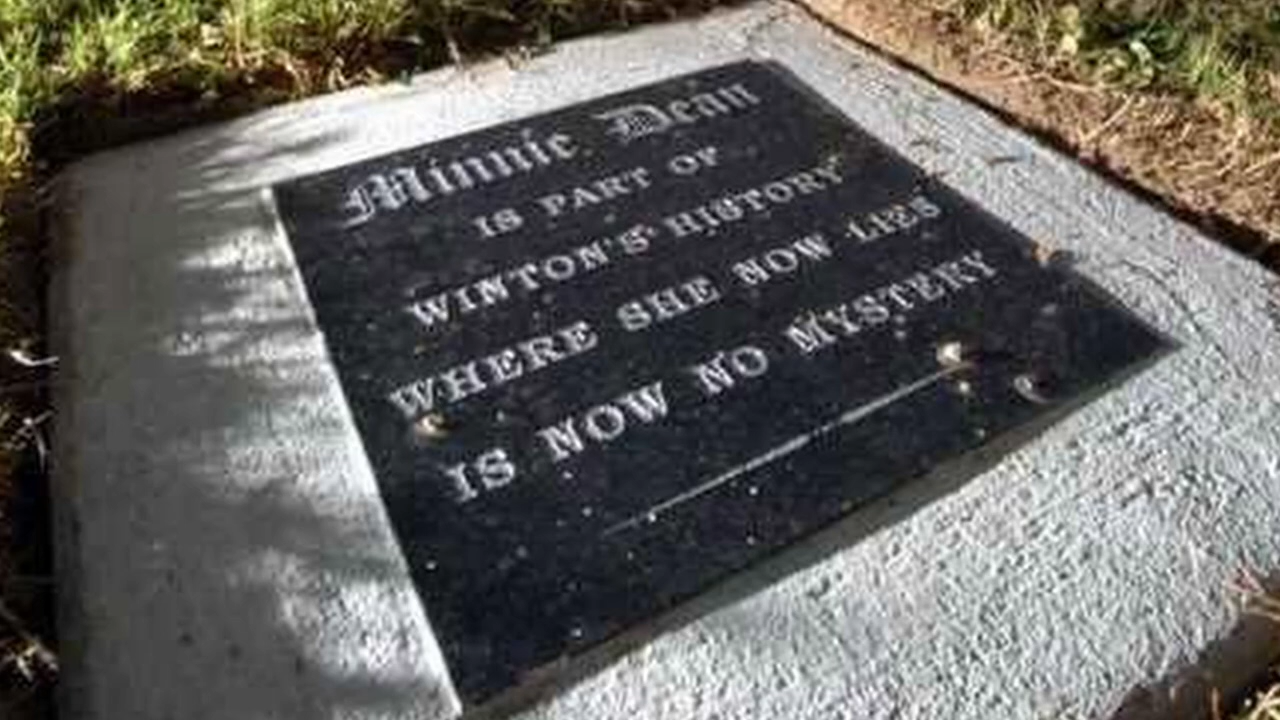 Minnie Dean
IS PART OF
WINTON'S HISTORY
WHERE SHE NOW LIES
IS NOW NO MYSTERY